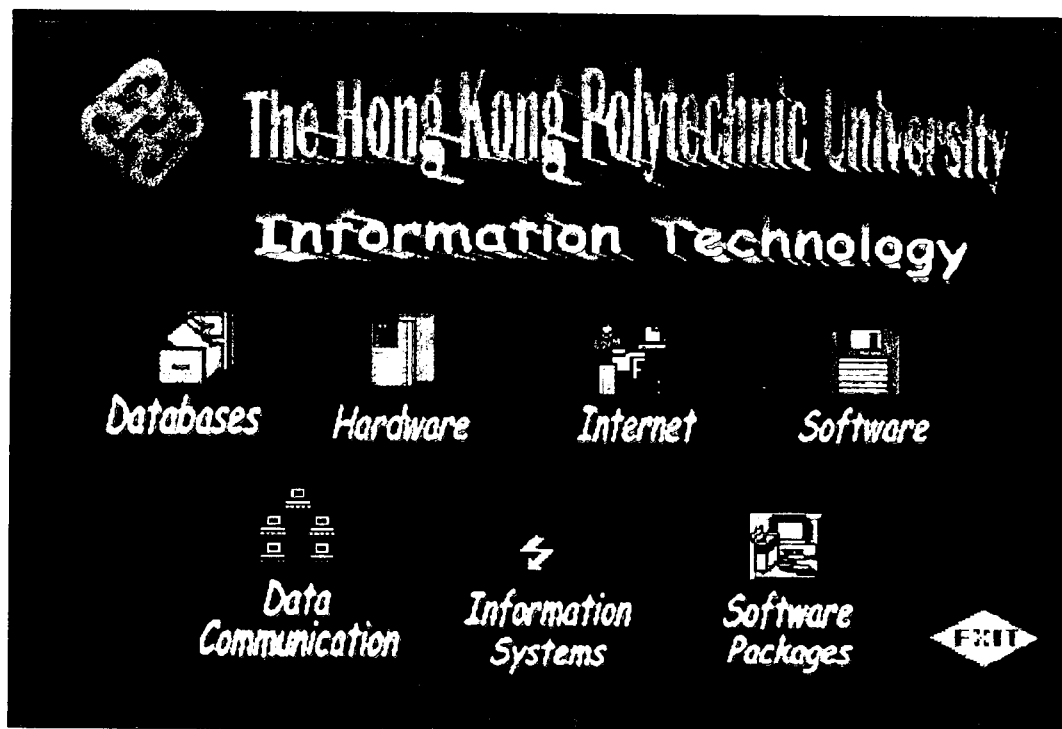 The Hong Kong Polytechnic University
Information Technology
Databases
Hardware
Internet
Software
Data
Communication
Information
Systems
Software
Packages
EXIT